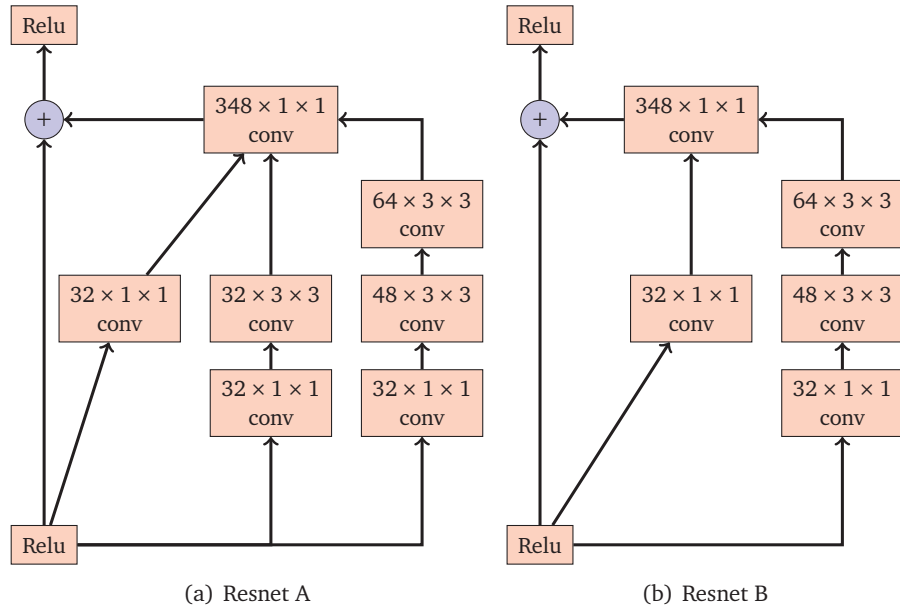 Relu
+
348 × 1 × 1
conv
64 × 3 × 3
conv
32 × 1 × 1
conv
32 × 3 × 3
conv
48 × 3 × 3
conv
32 × 1 × 1
conv
32 × 1 × 1
conv
Relu
(a) Resnet A
Relu
+
348 × 1 × 1
conv
64 × 3 × 3
conv
32 × 1 × 1
conv
48 × 3 × 3
conv
32 × 1 × 1
conv
Relu
(b) Resnet B